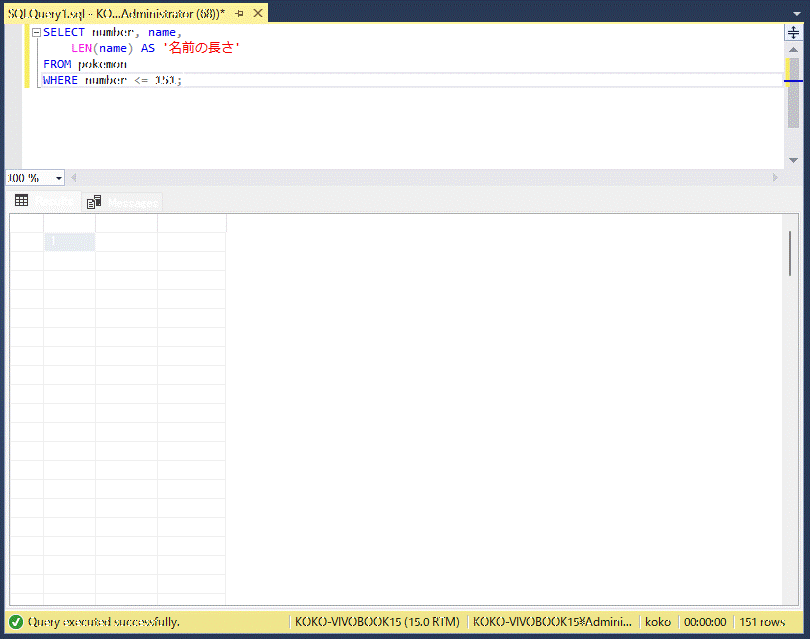 SQLQuery1.sql - KO...Administrator (68))*
SELECT number, name,
LEN(name) AS '名前の長さ'
FROM pokemon
WHERE number <= 151;
100 %
Results Messages
1
Query executed successfully. KOKO-VIVOBOOK15 (15.0 RTM) KOKO-VIVOBOOK15¥Admini... koko 00:00:00 151 rows